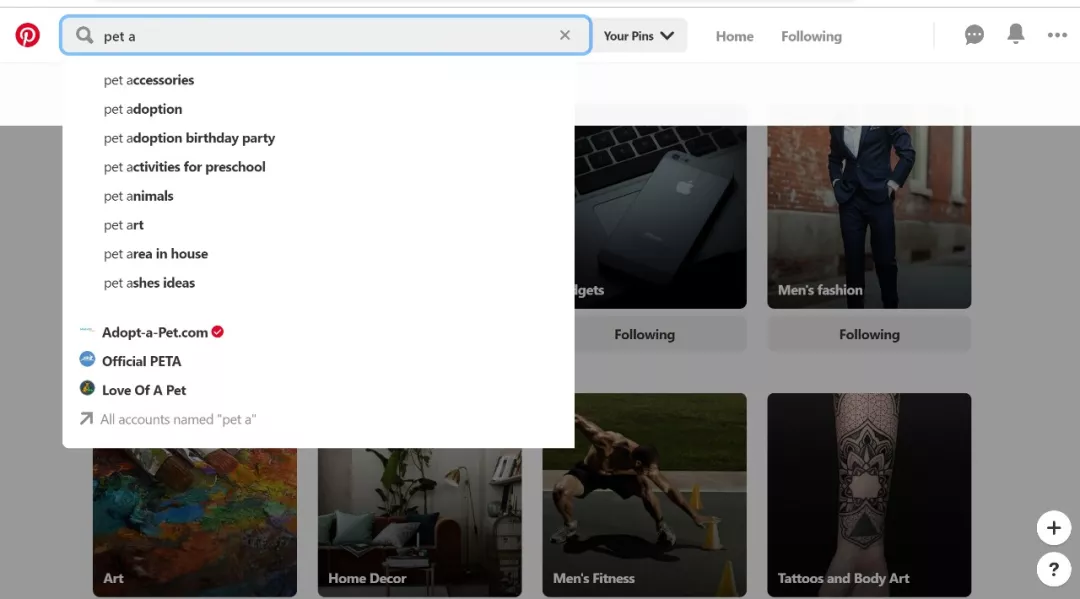 pet a
Your Pins
Home
Following
pet accessories
pet adoption
pet adoption birthday party
pet activities for preschool
pet animals
pet art
pet area in house
pet ashes ideas
Adopt-a-Pet.com
Official PETA
Love Of A Pet
All accounts named "pet a"
dgets
Men's fashion
Following
Following
Art
Home Decor
Men's Fitness
Tattoos and Body Art
+
?